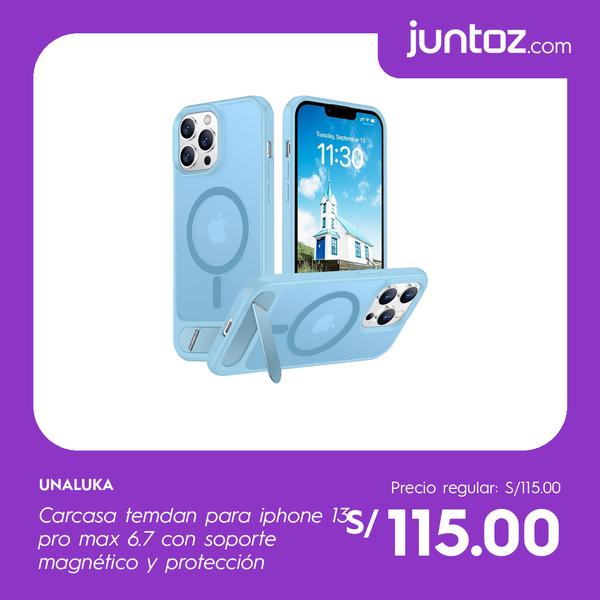 juntoz.com
Tuesday, September 13
11:30
UNALUKA
Precio regular: S/115.00
Carcasa temdan para iphone 13
pro max 6.7 con soporte
magnético y protección
S/ 115.00